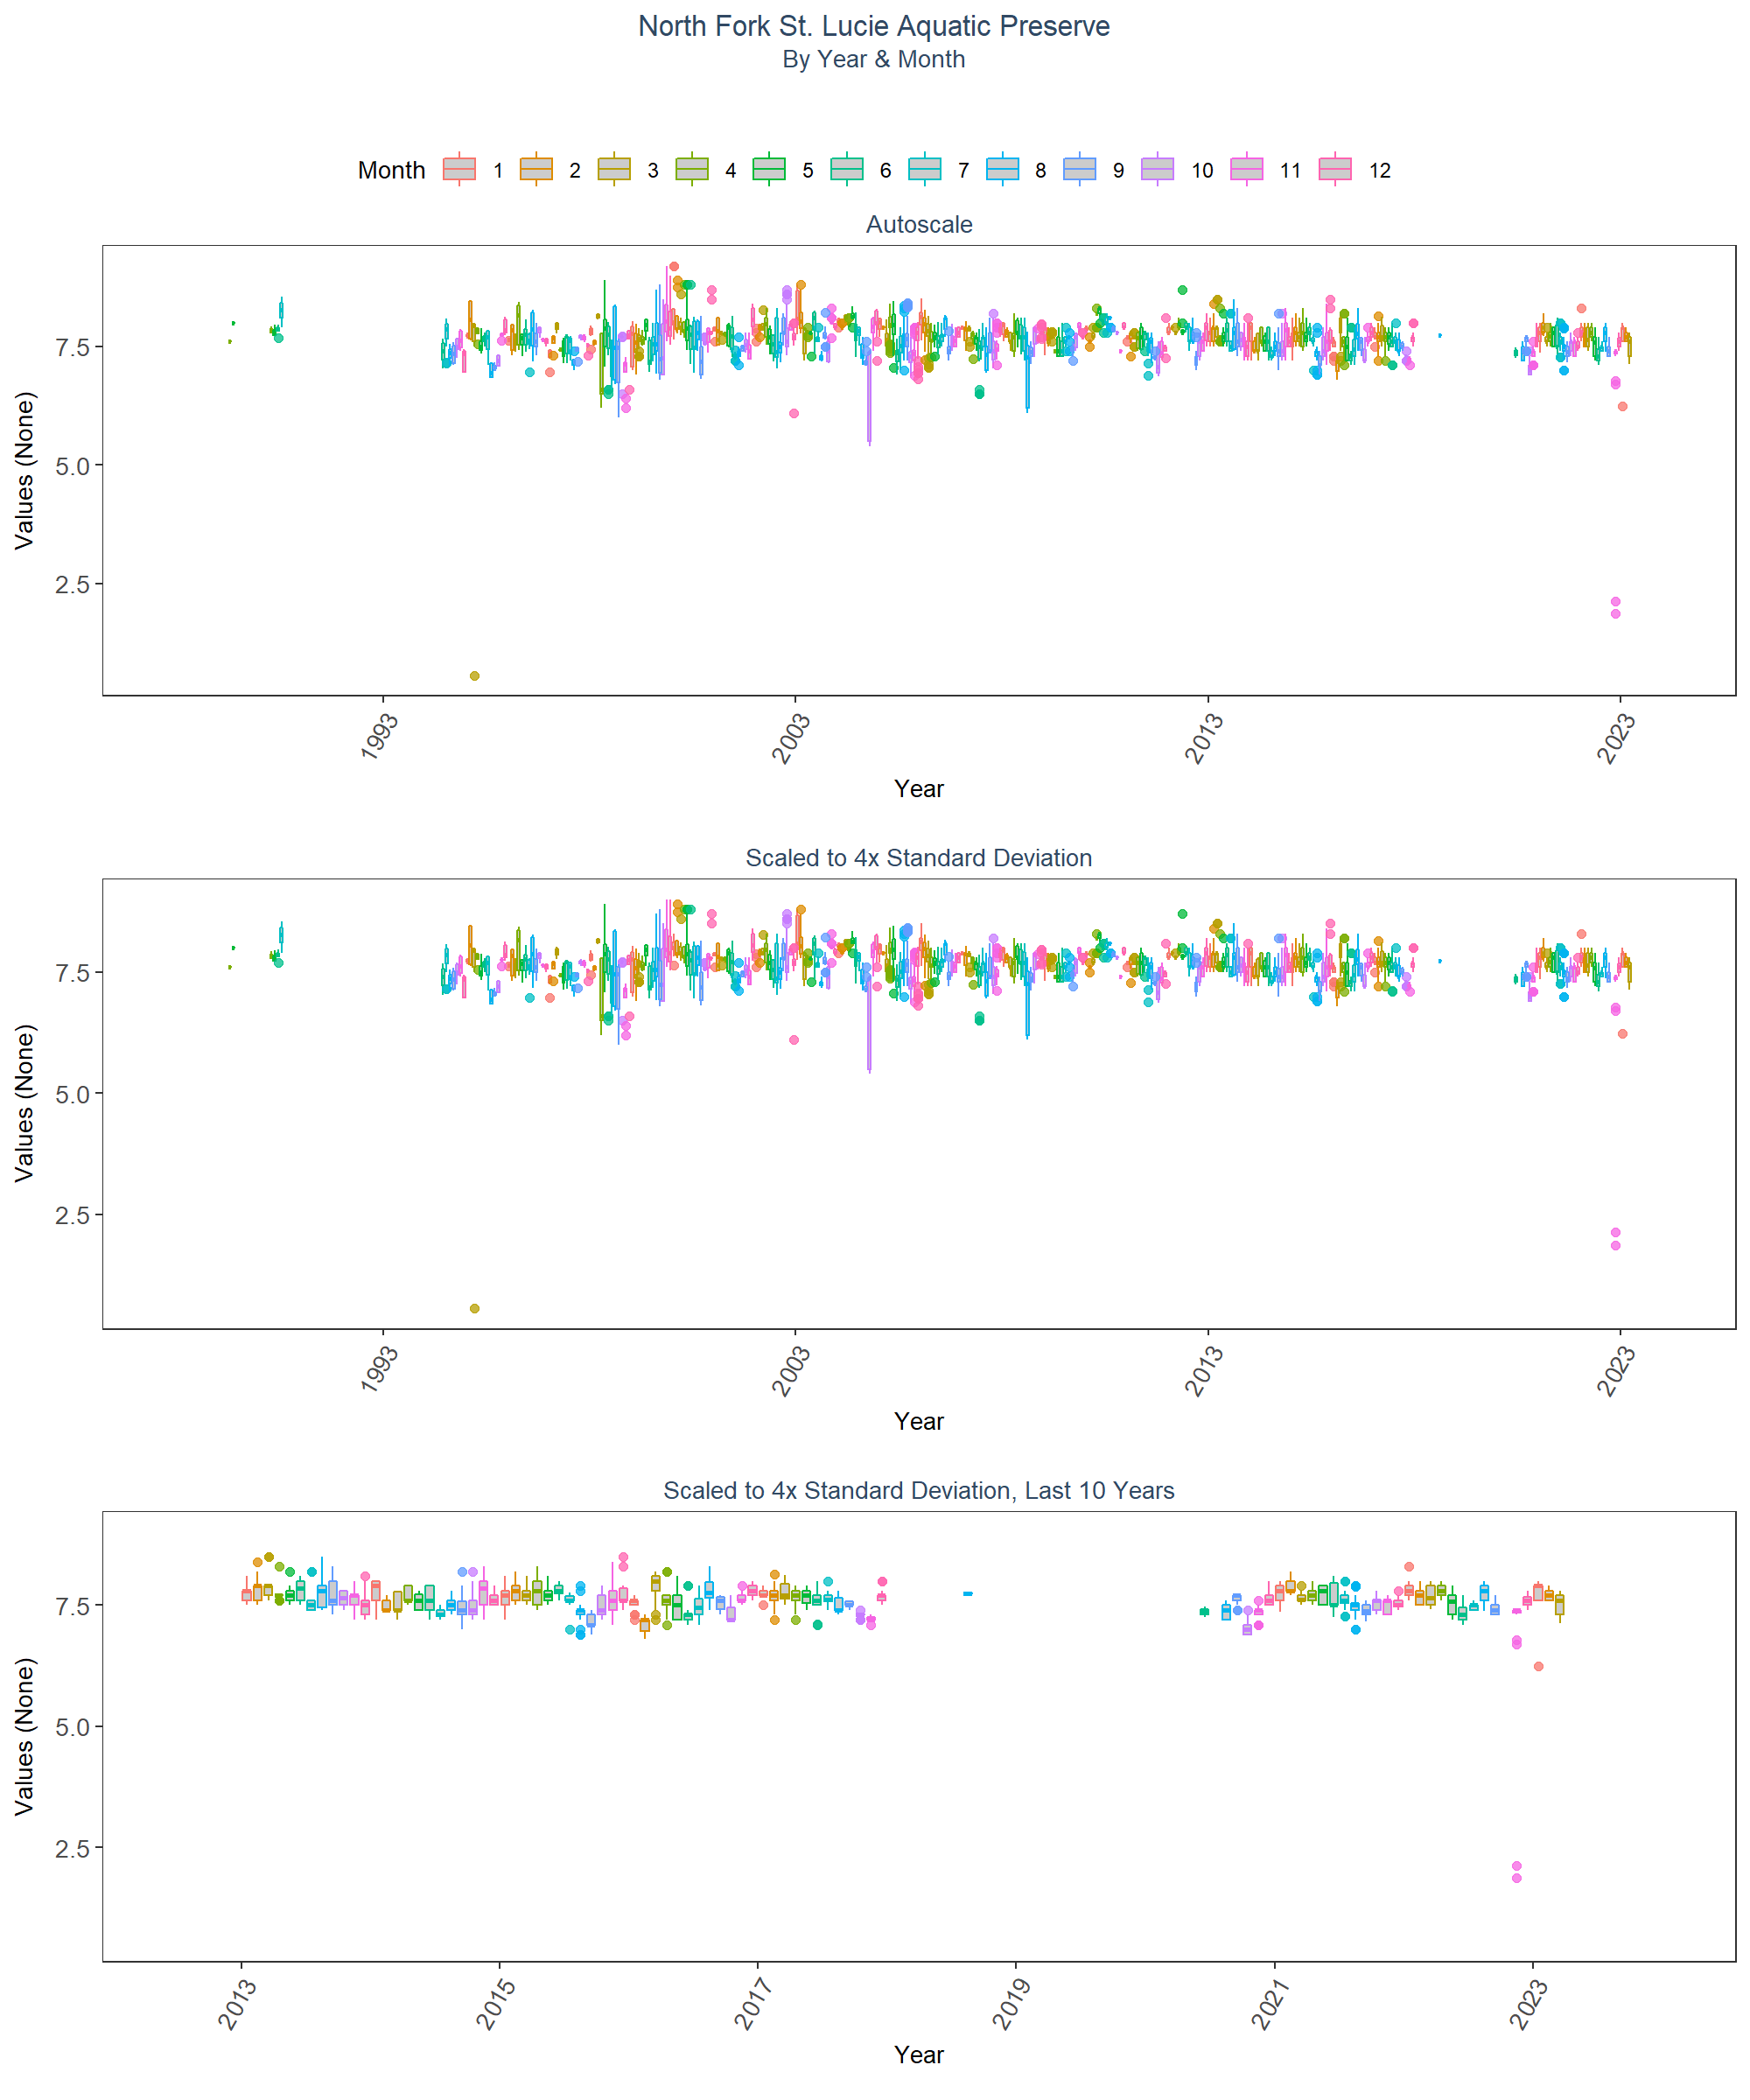 North Fork St. Lucie Aquatic Preserve
By Year & Month
Month 1 2 3 4 5 6 7 8 9 10 11 12
Autoscale
Values (None)
7.5
5.0
2.5
1993 2003 2013 2023
Year
Scaled to 4x Standard Deviation
Values (None)
7.5
5.0
2.5
1993 2003 2013 2023
Year
Scaled to 4x Standard Deviation, Last 10 Years
Values (None)
7.5
5.0
2.5
2013 2015 2017 2019 2021 2023
Year